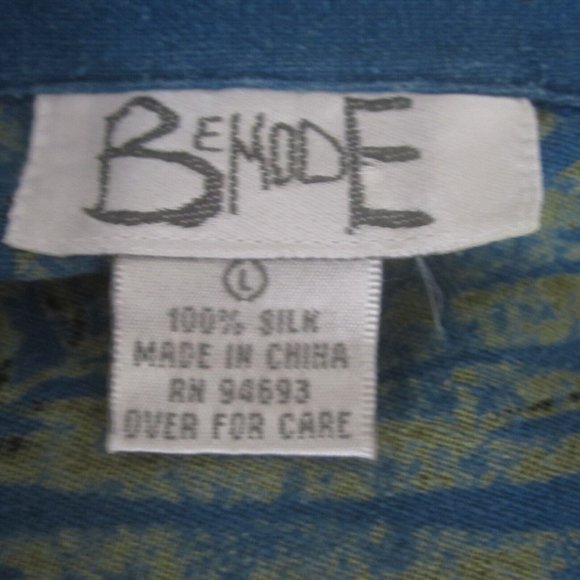 BEMODE
L
100% SILK
MADE IN CHINA
RN 94693
OVER FOR CARE